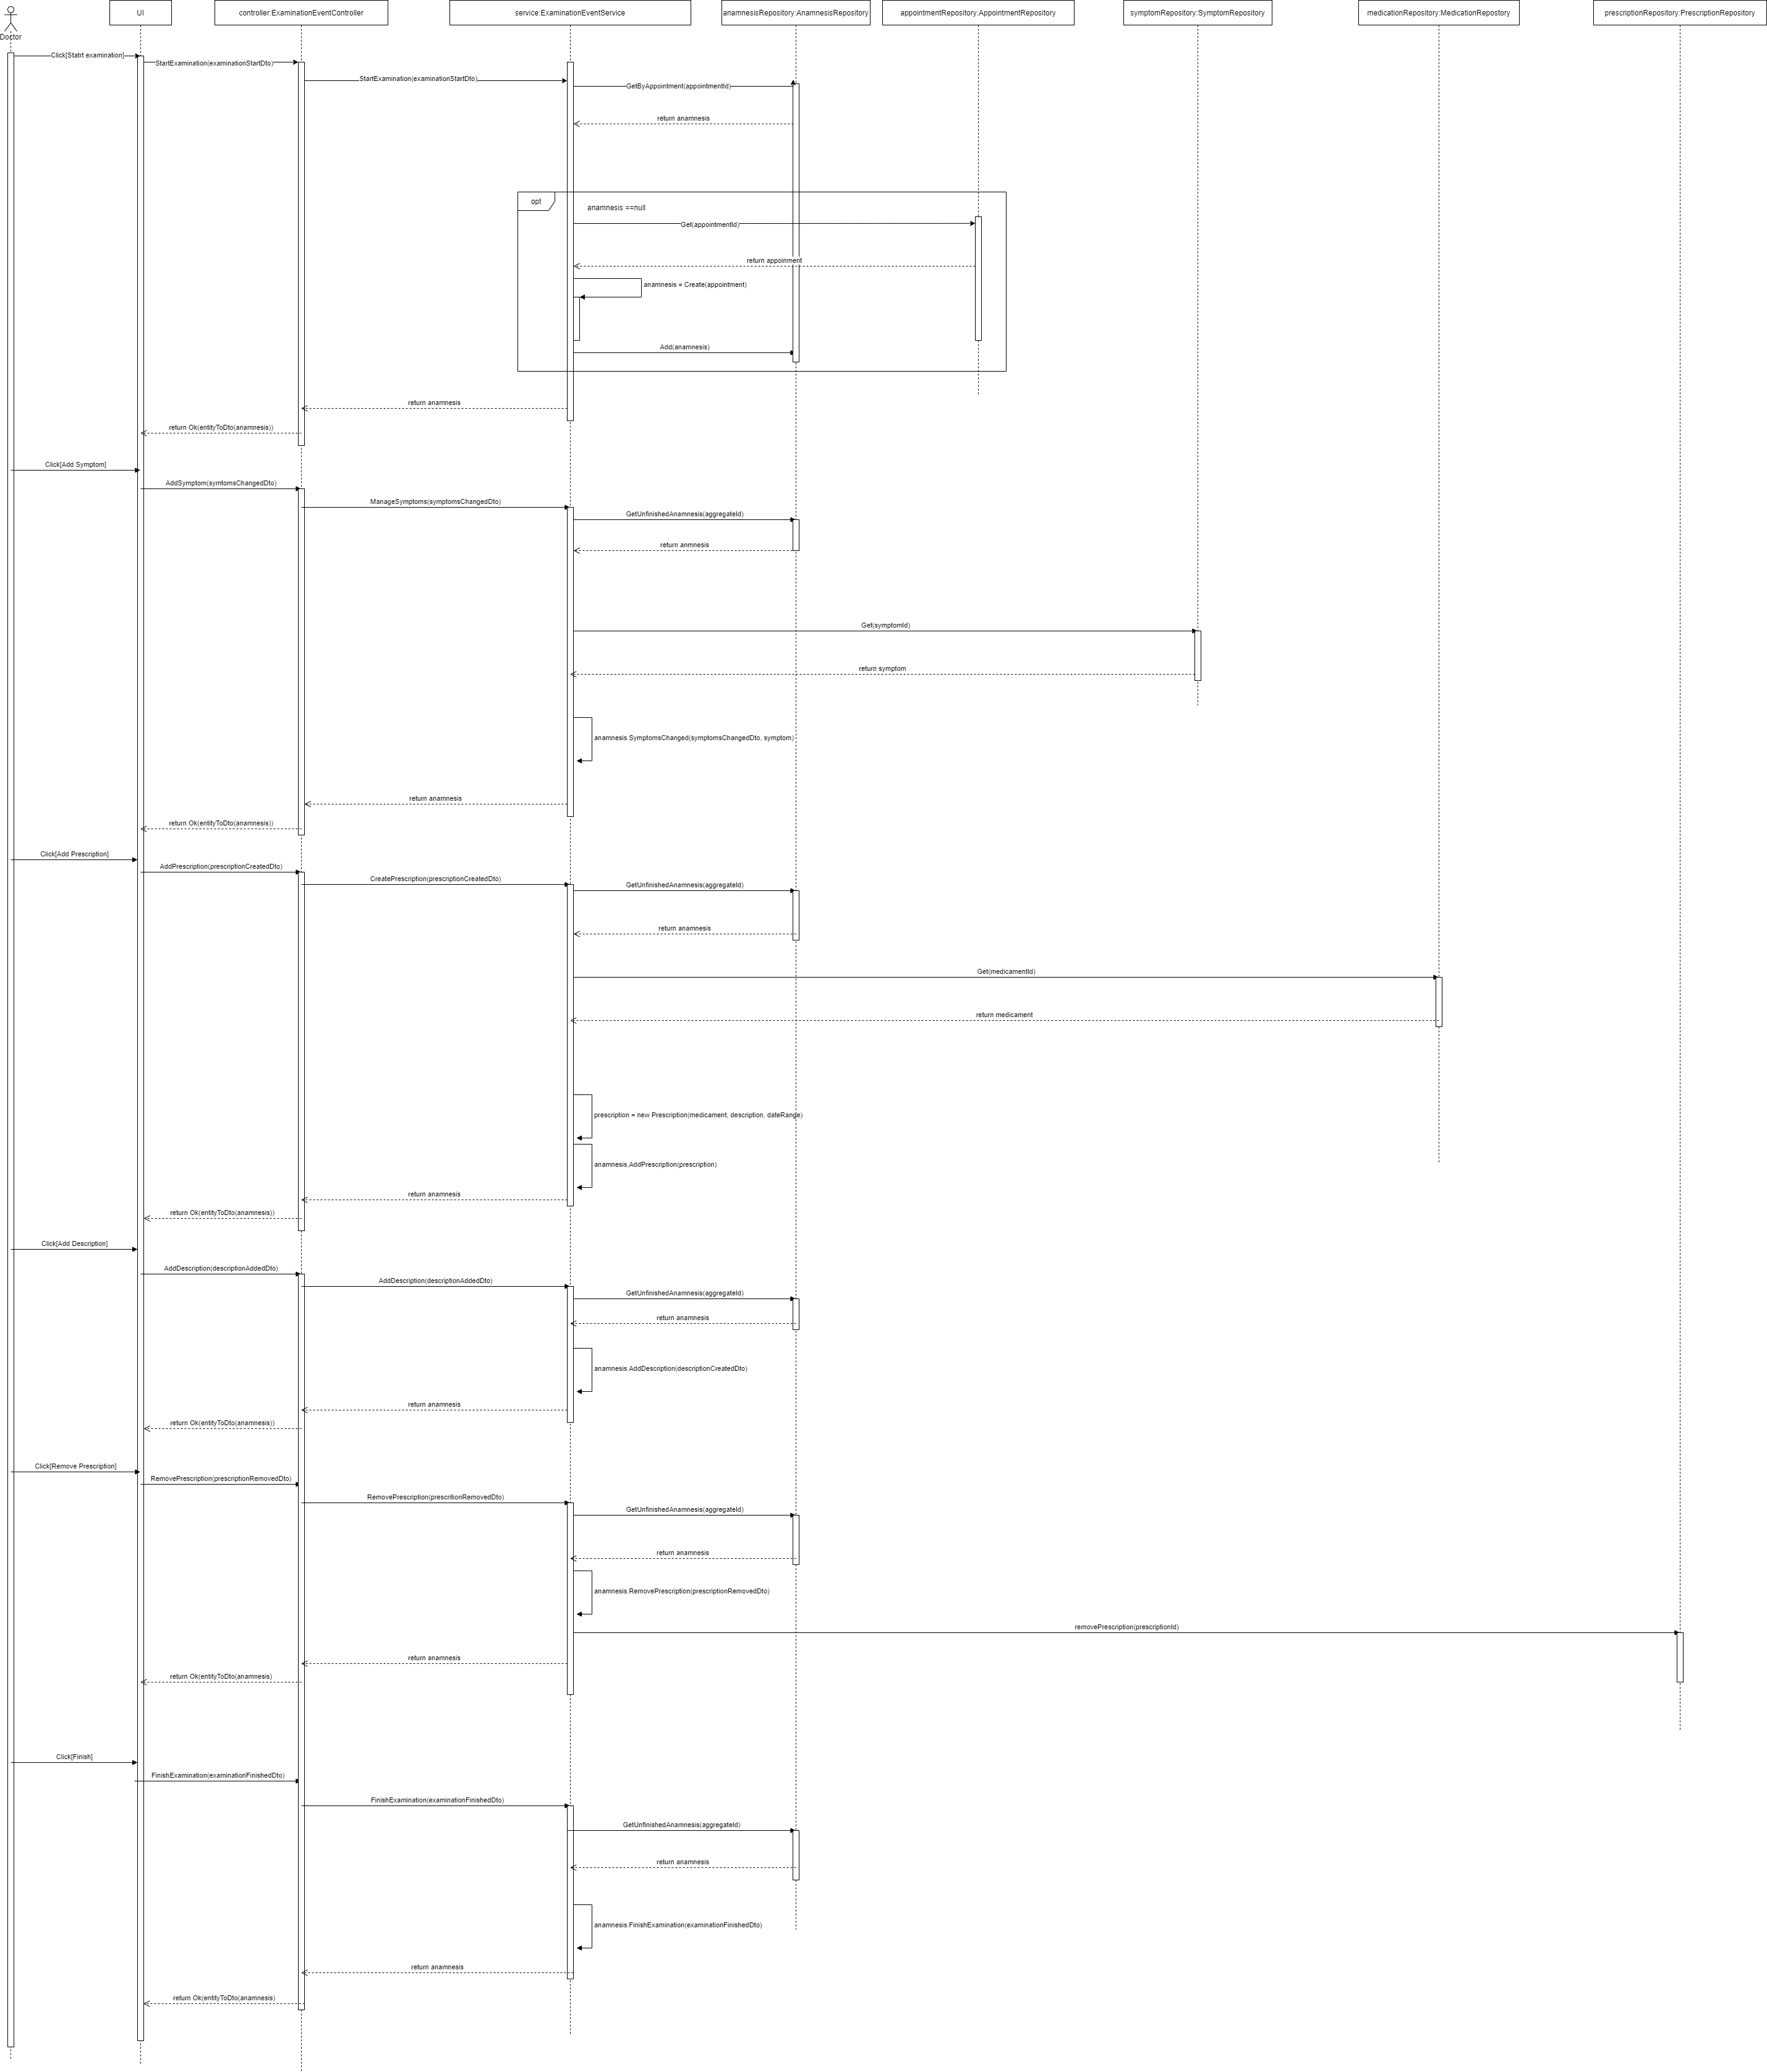 Doctor
UI
controller:ExaminationEventController
service:ExaminationEventService
anamnesisRepository:AnamnesisRepository
appointmentRepository:AppointmentRepository
symptomRepository:SymptomRepository
medicationRepository:MedicationRepostory
prescriptionRepository:PrescriptionRepository
Click[Statrt examination]
StartExamination(examinationStartDto)
StartExamination(examinationStartDto)
GetByAppointment(appointmentId)
return anamnesis
opt
anamnesis ==null
Get(appointmentId)
return appoinment
anamnesis = Create(appointment)
Add(anamnesis)
return anamnesis
return Ok(entityToDto(anamnesis))
Click[Add Symptom]
AddSymptom(symtomsChangedDto)
ManageSymptoms(symptomsChangedDto)
GetUnfinishedAnamnesis(aggregateId)
return anmnesis
Get(symptomId)
return symptom
anamnesis.SymptomsChanged(symptomsChangedDto, symptom)
return anamnesis
return Ok(entityToDto(anamnesis))
Click[Add Prescription]
AddPrescription(prescriptionCreatedDto)
CreatePrescription(prescriptionCreatedDto)
GetUnfinishedAnamnesis(aggregateId)
return anamnesis
Get(medicamentId)
return medicament
prescription = new Prescription(medicament, description, dateRange)
anamnesis.AddPrescription(prescription)
return anamnesis
return Ok(entityToDto(anamnesis))
Click[Add Description]
AddDescription(descriptionAddedDto)
AddDescription(descriptionAddedDto)
GetUnfinishedAnamnesis(aggregateId)
return anamnesis
anamnesis.AddDescription(descriptionCreatedDto)
return anamnesis
return Ok(entityToDto(anamnesis))
Click[Remove Prescription]
RemovePrescription(prescriptionRemovedDto)
RemovePrescription(prescritionRemovedDto)
GetUnfinishedAnamnesis(aggregateId)
return anamnesis
anamnesis.RemovePrescription(prescriptionRemovedDto)
removePrescription(prescriptionId)
return anamnesis
return Ok(entityToDto(anamnesis)
Click[Finish]
FinishExamination(examinationFinishedDto)
FinishExamination(examinationFinishedDto)
GetUnfinishedAnamnesis(aggregateId)
return anamnesis
anamnesis.FinishExamination(examinationFinishedDto)
return anamnesis
return Ok(entityToDto(anamnesis)